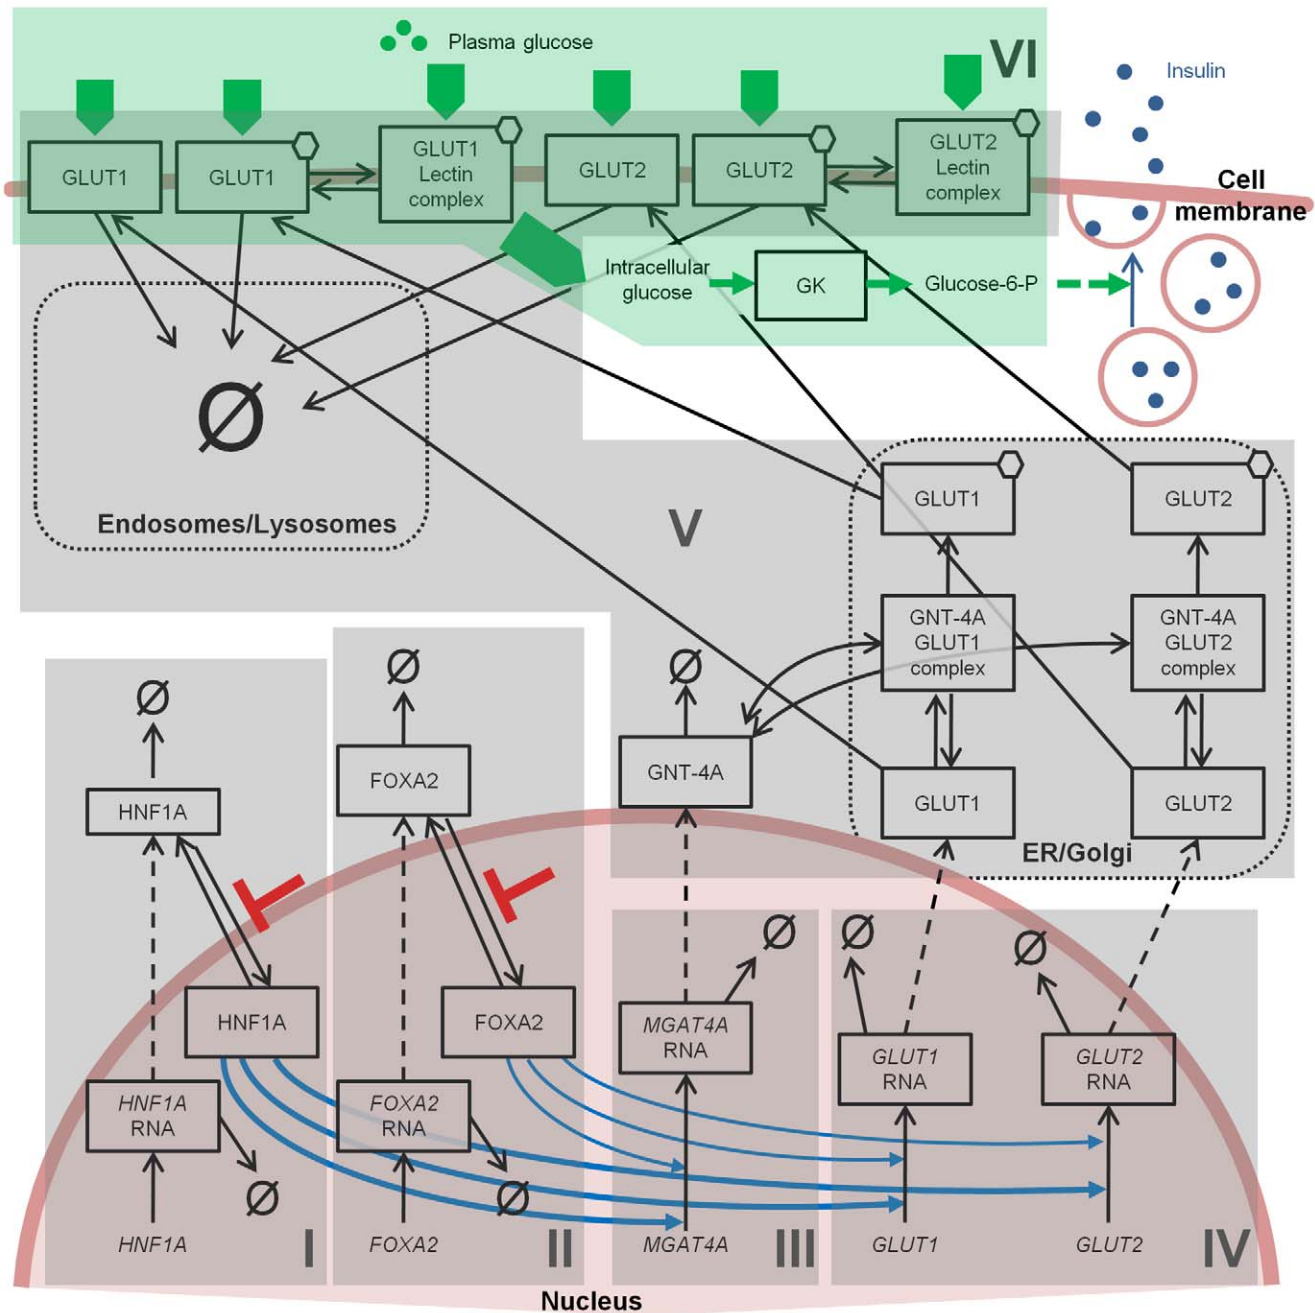 Plasma glucose
VI
Insulin
GLUT1
GLUT1
GLUT1
Lectin
complex
GLUT2
GLUT2
GLUT2
Lectin
complex
Cell
membrane
Intracellular
glucose
GK
Glucose-6-P
Ø
Endosomes/Lysosomes
V
GLUT1
GLUT2
GNT-4A
GLUT1
complex
GNT-4A
GLUT2
complex
Ø
Ø
Ø
HNF1A
FOXA2
GNT-4A
GLUT1
GLUT2
ER/Golgi
Ø
Ø
Ø
HNF1A
FOXA2
MGAT4A
RNA
GLUT1
RNA
GLUT2
RNA
HNF1A
RNA
FOXA2
RNA
Ø
Ø
HNF1A
I
FOXA2
II
MGAT4A
III
GLUT1
GLUT2
IV
Nucleus